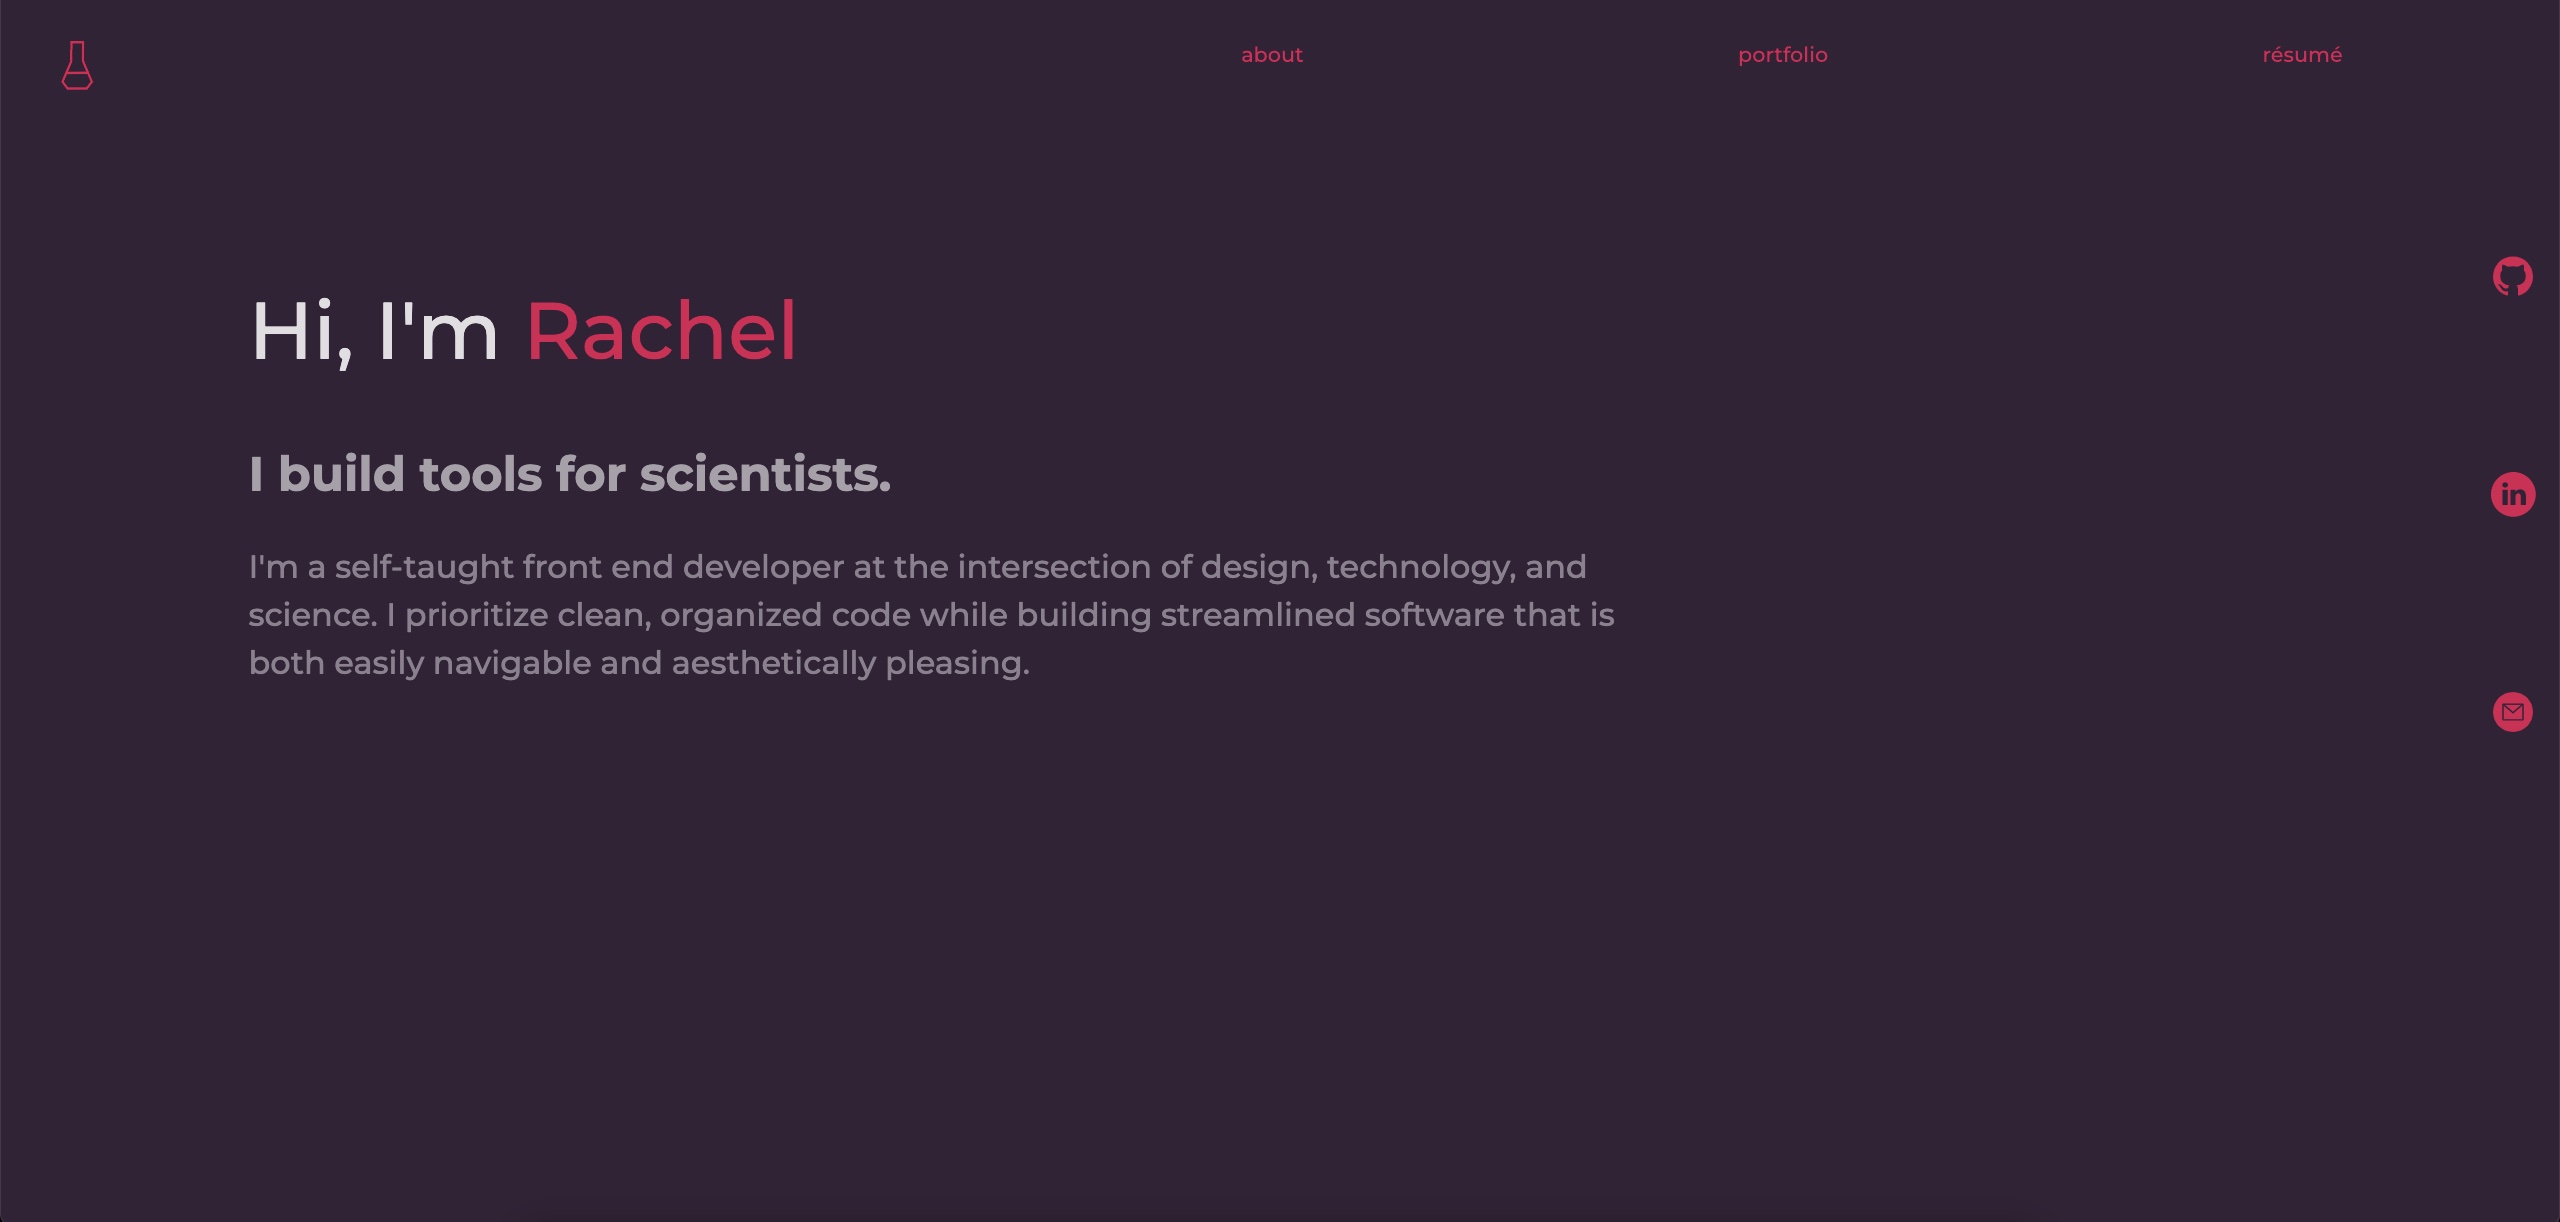 about
portfolio
résumé
Hi, I'm Rachel
I build tools for scientists.
I'm a self-taught front end developer at the intersection of design, technology, and
science. I prioritize clean, organized code while building streamlined software that is
both easily navigable and aesthetically pleasing.
in